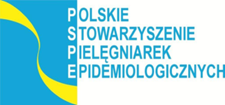 POLSKIE
STOWARZYSZENIE
PIELĘGNIAREK
EPIDEMIOLOGICZNYCH